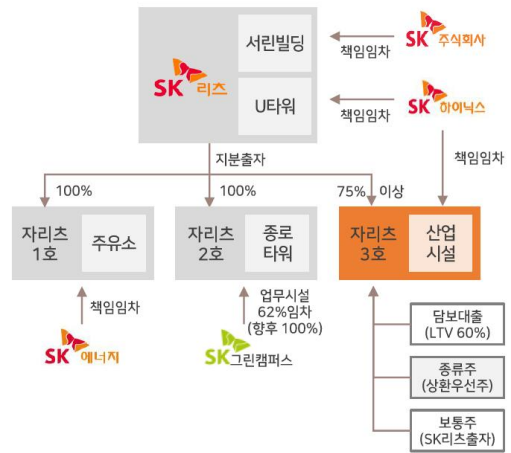 서린빌딩
SK 리츠
U타워
책임임차
SK 주식회사
책임임차
SK 하이닉스
지분출자
책임임차
100%
100%
75% 이상
자리츠
1호
주유소
자리츠
2호
종로
타워
자리츠
3호
산업
시설
책임임차
SK 에너지
업무시설
62%임차
(향후 100%)
SK그린캠퍼스
담보대출
(LTV 60%)
종류주
(상환우선주)
보통주
(SK리츠출자)